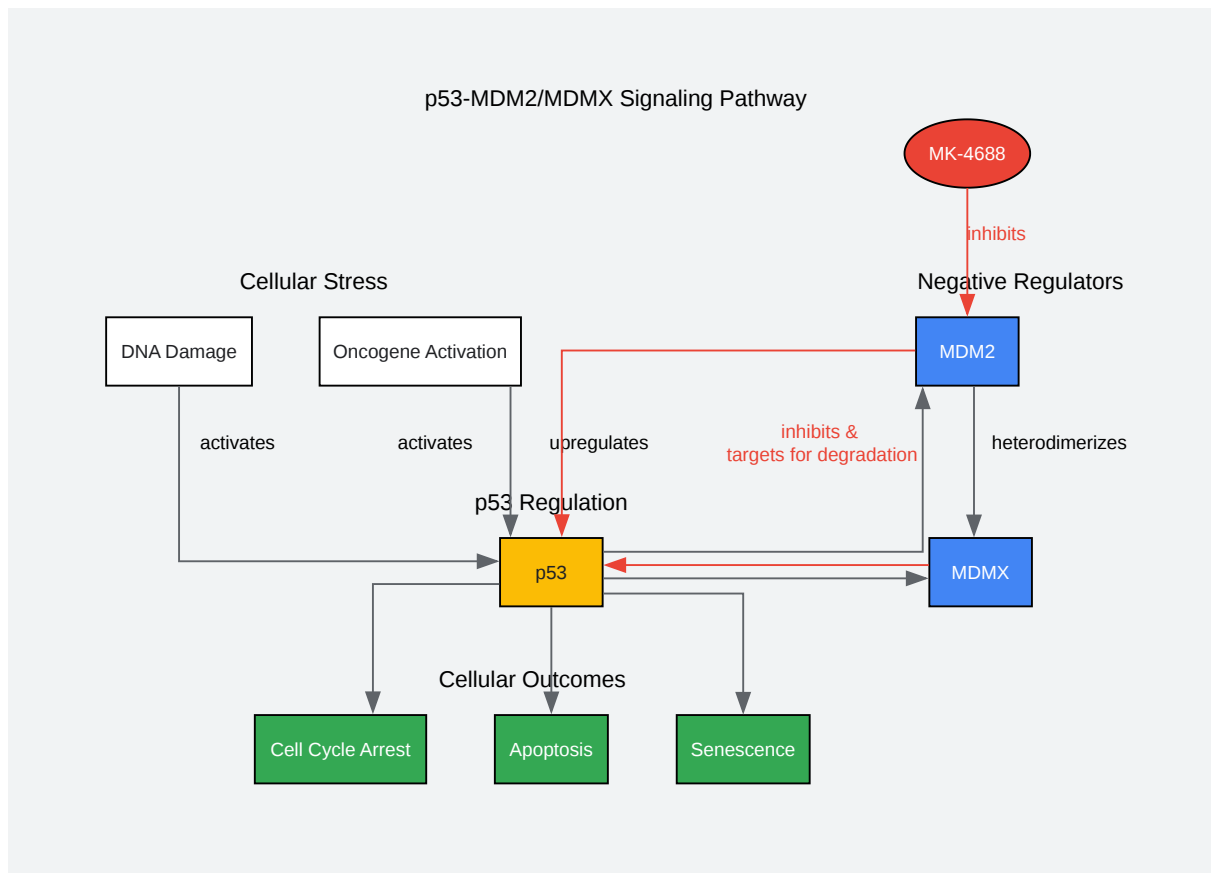 p53-MDM2/MDMX Signaling Pathway
MK-4688
inhibits
Cellular Stress
Negative Regulators
DNA Damage
Oncogene Activation
MDM2
activates
activates
upregulates
inhibits &
targets for degradation
heterodimerizes
p53 Regulation
p53
MDMX
Cellular Outcomes
Cell Cycle Arrest
Apoptosis
Senescence